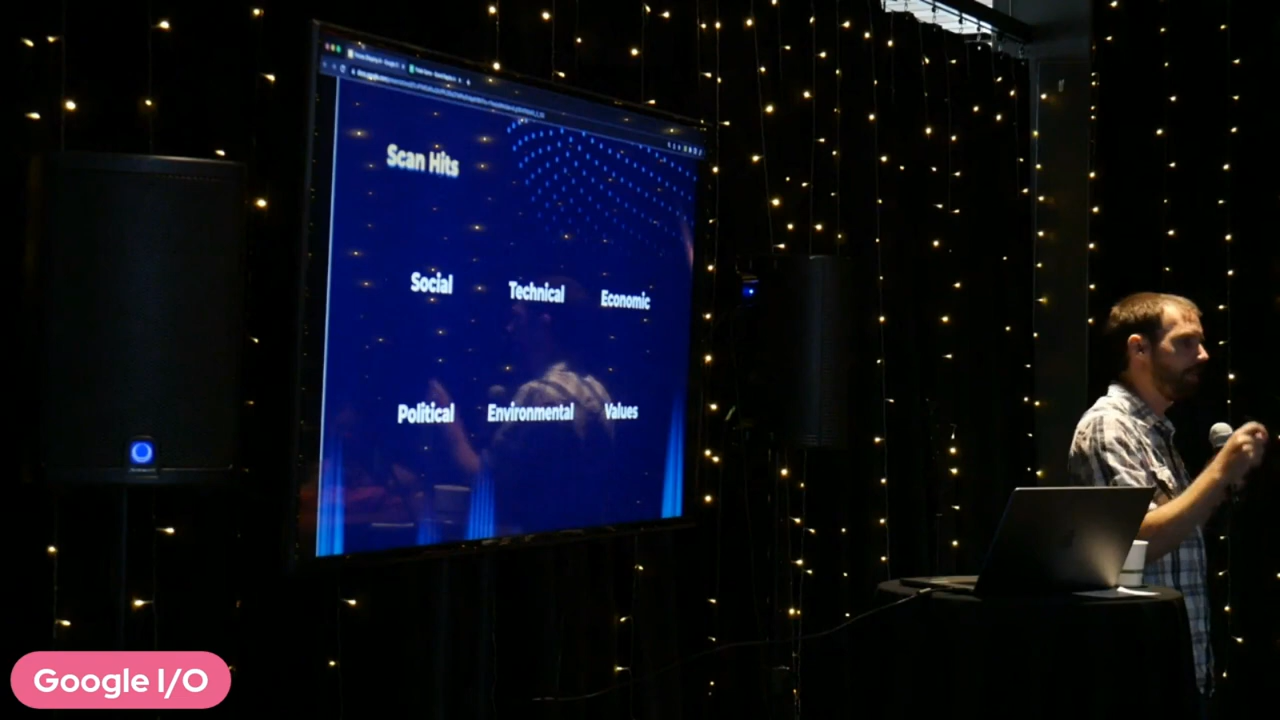 Scan Hits
Social Technical Economic
Political Environmental Values
Google I/O